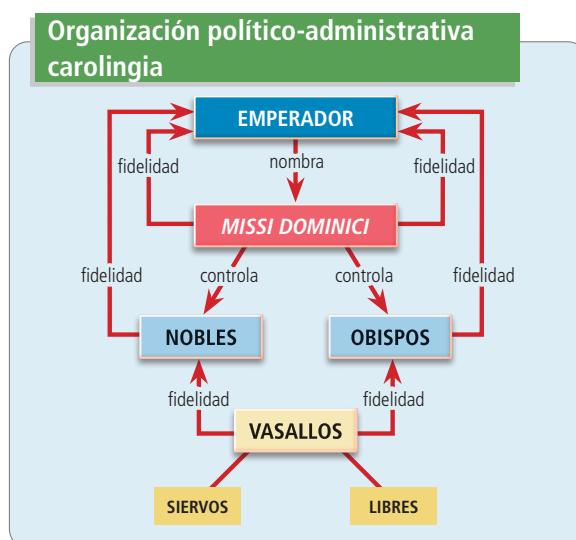 Organización político-administrativa
carolingia
EMPERADOR
fidelidad
nombra
fidelidad
MISSI DOMINICI
fidelidad
controla
controla
fidelidad
NOBLES
OBISPOS
fidelidad
fidelidad
VASALLOS
SIERVOS
LIBRES